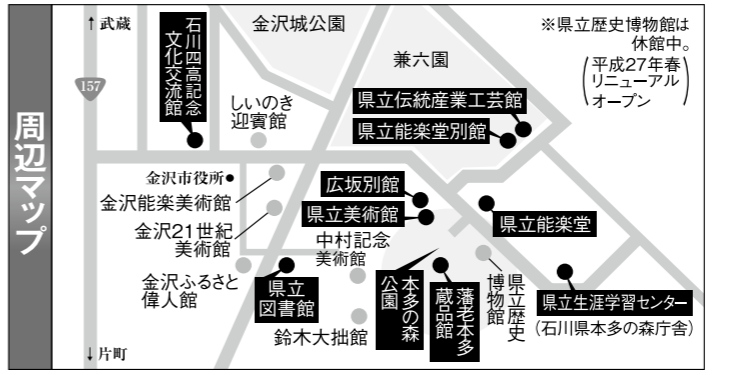 周辺マップ
↑武蔵
157
石川四高記念
文化交流館
金沢城公園
兼六園
※県立歴史博物館は
休館中。
(平成27年春
リニューアル
オープン)
しいのき
迎賓館
県立伝統産業工芸館
県立能楽堂別館
金沢市役所●
金沢能楽美術館
金沢21世紀
美術館
広坂別館
県立美術館
県立能楽堂
中村記念
美術館
金沢ふるさと
偉人館
県立
図書館
鈴木大拙館
本多の森
公園
藩老本多
蔵品館
県立歴史
博物館
県立生涯学習センター
(石川県本多の森庁舎)
↓片町